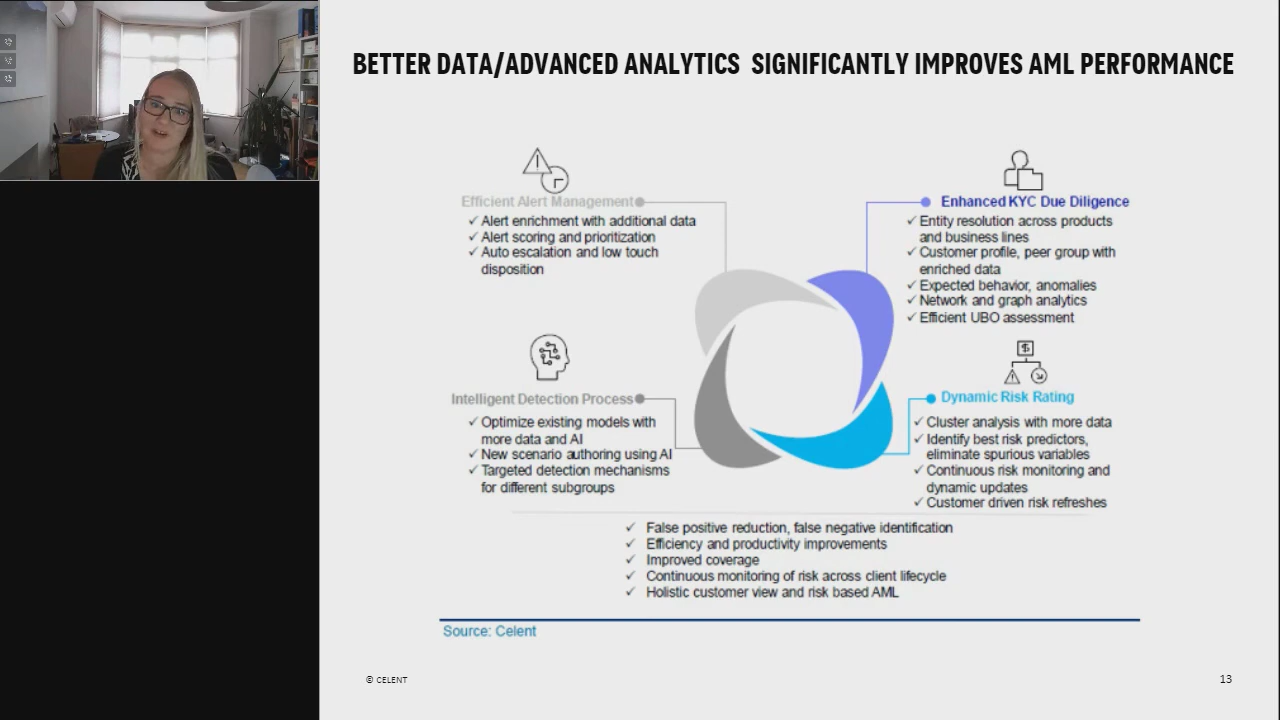 BETTER DATA/ADVANCED ANALYTICS SIGNIFICANTLY IMPROVES AML PERFORMANCE
Efficient Alert Management
✓ Alert enrichment with additional data
✓ Alert scoring and prioritization
✓ Auto escalation and low touch
disposition
Enhanced KYC Due Diligence
✓ Entity resolution across products
and business lines
✓ Customer profile, peer group with
enriched data
✓ Expected behavior, anomalies
✓ Network and graph analytics
✓ Efficient UBO assessment
Intelligent Detection Process
✓ Optimize existing models with
more data and AI
✓ New scenario authoring using AI
✓ Targeted detection mechanisms
for different subgroups
$
Dynamic Risk Rating
✓ Cluster analysis with more data
✓ Identify best risk predictors,
eliminate spurious variables
✓ Continuous risk monitoring and
dynamic updates
✓ Customer driven risk refreshes
✓ False positive reduction, false negative identification
✓ Efficiency and productivity improvements
✓ Improved coverage
✓ Continuous monitoring of risk across client lifecycle
✓ Holistic customer view and risk based AML
Source: Celent
© CELENT
13